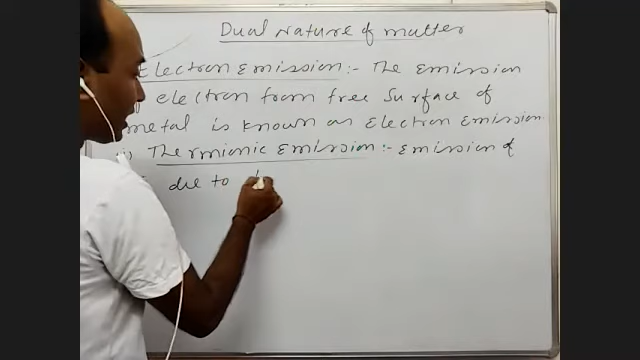 Dual Nature of matter
Electron Emission :- The emission
of electron from free surface of
metal is known as Electron Emission
i) Thermionic Emission :- Emission of
due to